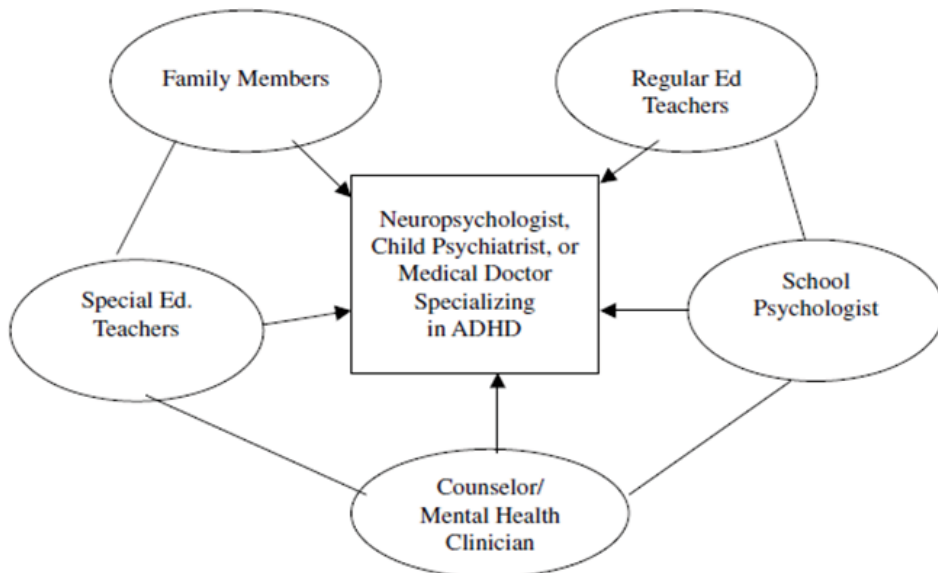 Family Members
Regular Ed
Teachers
Neuropsychologist,
Child Psychiatrist, or
Medical Doctor
Specializing
in ADHD
Special Ed.
Teachers
School
Psychologist
Counselor/
Mental Health
Clinician